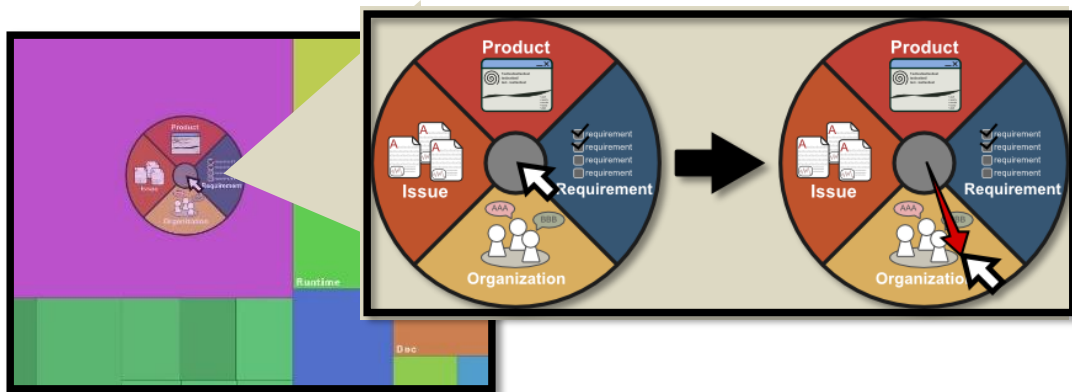 Product
A
A
A
Issue
requirement
requirement
requirement
requirement
Requirement
AAA
BBB
Organization
Product
A
A
A
Issue
requirement
requirement
requirement
requirement
Requirement
AAA
BBB
Organization
Product
Issue
Requirement
Organization
Runtime
Doc